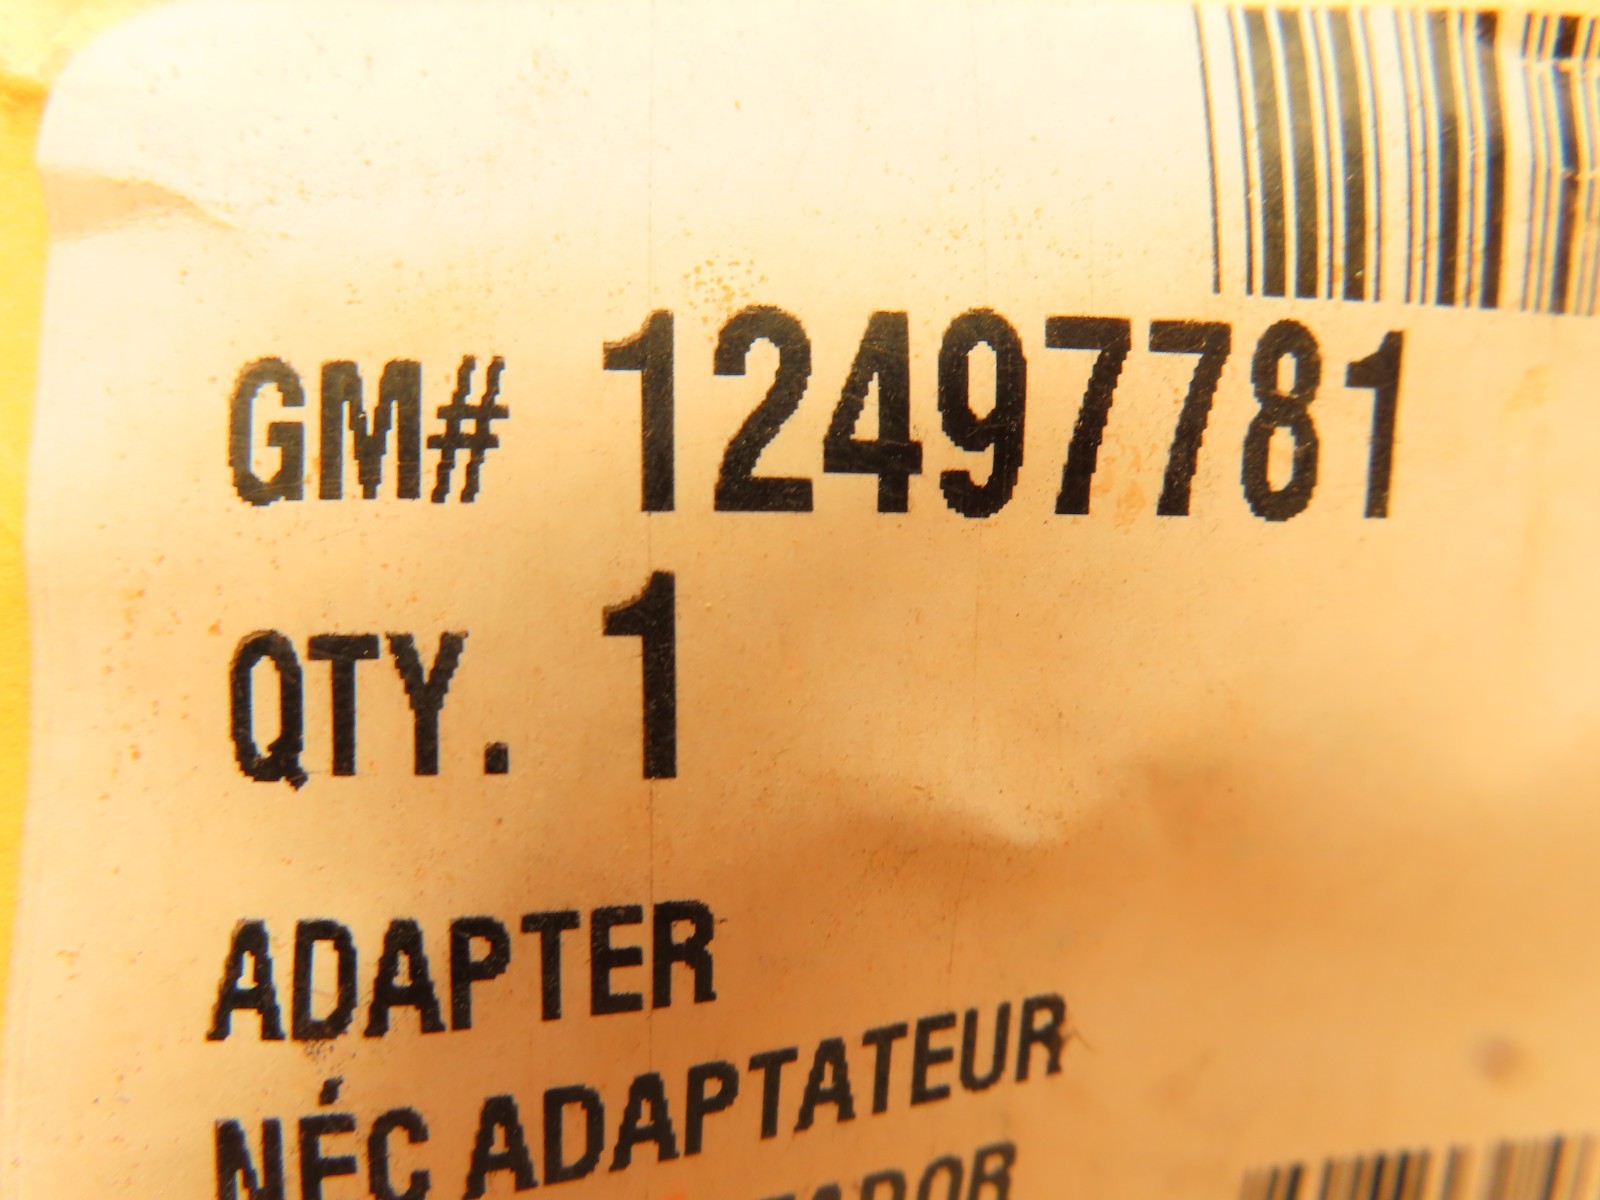 GM# 12497781
QTY. 1
ADAPTER
NÉC ADAPTATEUR